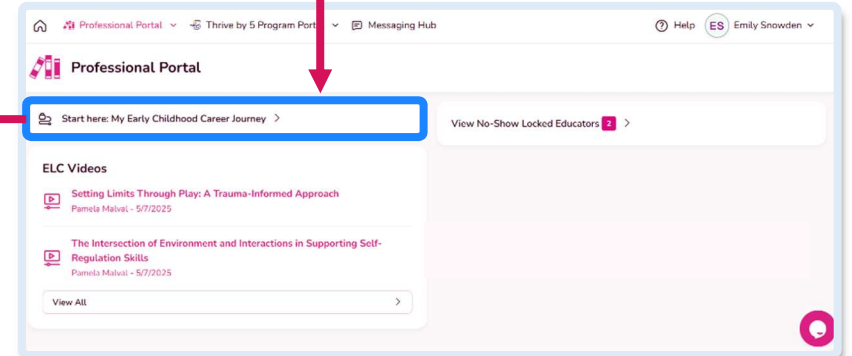 Professional Portal Thrive by 5 Program Port Messaging Hub Help ES Emily Snowden
Professional Portal
Start here: My Early Childhood Career Journey
View No-Show Locked Educators 2
ELC Videos
Setting Limits Through Play: A Trauma-Informed Approach
Pamela Malval - 5/7/2025
The Intersection of Environment and Interactions in Supporting Self-
Regulation Skills
Pamela Malval - 5/7/2025
View All